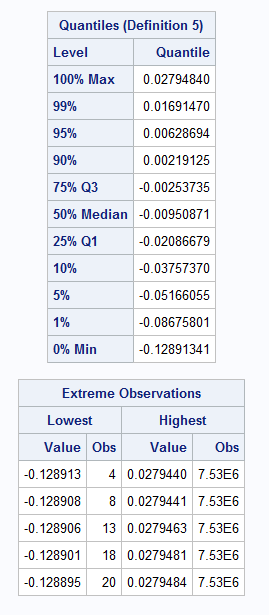 Quantiles (Definition 5)
Level Quantile
100% Max 0.02794840
99% 0.01691470
95% 0.00628694
90% 0.00219125
75% Q3 -0.00253735
50% Median -0.00950871
25% Q1 -0.02086679
10% -0.03757370
5% -0.05166055
1% -0.08675801
0% Min -0.12891341
Extreme Observations
Lowest Highest
Value Obs Value Obs
-0.128913 4 0.0279440 7.53E6
-0.128908 8 0.0279441 7.53E6
-0.128906 13 0.0279463 7.53E6
-0.128901 18 0.0279481 7.53E6
-0.128895 20 0.0279484 7.53E6